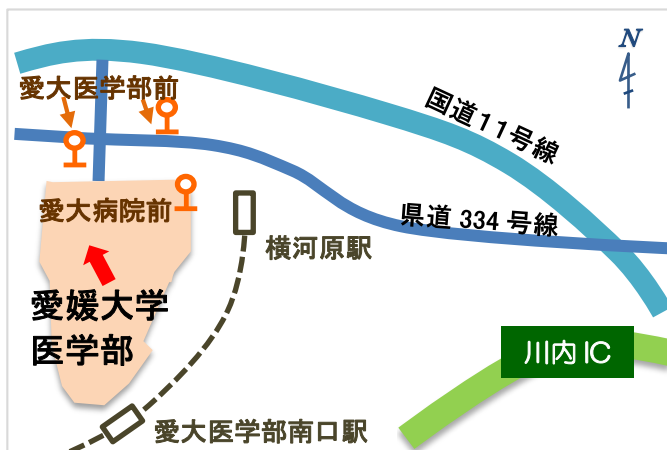 N
愛大医学部前
国道11号線
愛大病院前
県道 334 号線
横河原駅
愛媛大学
医学部
川内 IC
愛大医学部南口駅